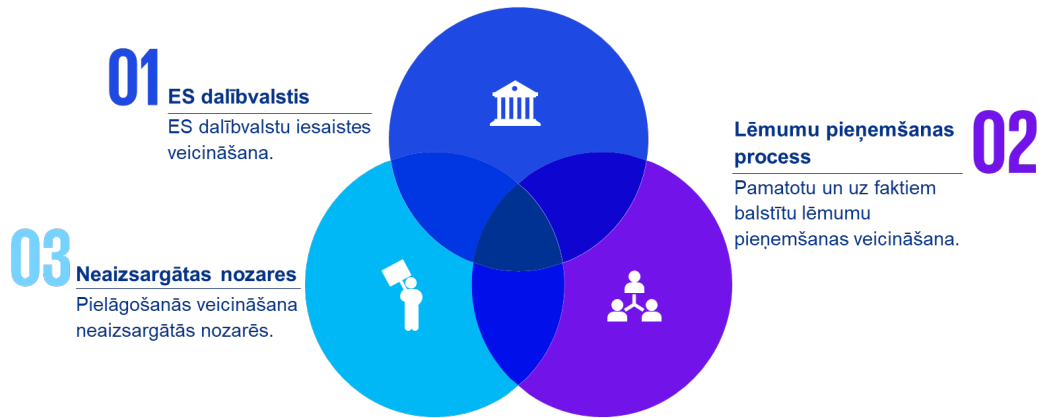 01
ES dalībvalstis
ES dalībvalstu iesaistes
veicināšana.
02
Lēmumu pieņemšanas
process
Pamatotu un uz faktiem
balstītu lēmumu
pieņemšanas veicināšana.
03
Neaizsargātas nozares
Pielāgošanās veicināšana
neaizsargātās nozarēs.